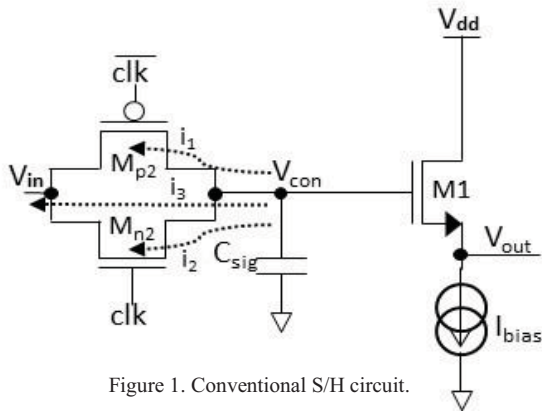 clk
Vdd
i1
Mp2
Vin
i3
Vcon
M1
Mn2
i2
Csig
Vout
clk
Ibias
Figure 1. Conventional S/H circuit.